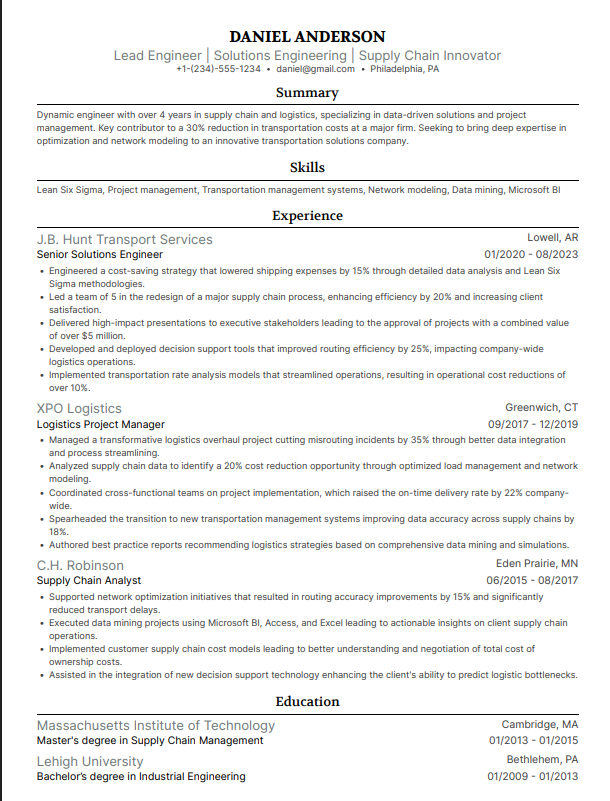 DANIEL ANDERSON
Lead Engineer | Solutions Engineering | Supply Chain Innovator
+1-(234)-555-1234 • daniel@gmail.com • Philadelphia, PA
Summary
Dynamic engineer with over 4 years in supply chain and logistics, specializing in data-driven solutions and project
management. Key contributor to a 30% reduction in transportation costs at a major firm. Seeking to bring deep expertise in
optimization and network modeling to an innovative transportation solutions company.
Skills
Lean Six Sigma, Project management, Transportation management systems, Network modeling, Data mining, Microsoft BI
Experience
J.B. Hunt Transport Services Lowell, AR
Senior Solutions Engineer 01/2020 - 08/2023
• Engineered a cost-saving strategy that lowered shipping expenses by 15% through detailed data analysis and Lean Six
Sigma methodologies.
• Led a team of 5 in the redesign of a major supply chain process, enhancing efficiency by 20% and increasing client
satisfaction.
• Delivered high-impact presentations to executive stakeholders leading to the approval of projects with a combined value
of over $5 million.
• Developed and deployed decision support tools that improved routing efficiency by 25%, impacting company-wide
logistics operations.
• Implemented transportation rate analysis models that streamlined operations, resulting in operational cost reductions of
over 10%.
XPO Logistics Greenwich, CT
Logistics Project Manager 09/2017 - 12/2019
• Managed a transformative logistics overhaul project cutting misrouting incidents by 35% through better data integration
and process streamlining.
• Analyzed supply chain data to identify a 20% cost reduction opportunity through optimized load management and network
modeling.
• Coordinated cross-functional teams on project implementation, which raised the on-time delivery rate by 22% company-
wide.
• Spearheaded the transition to new transportation management systems improving data accuracy across supply chains by
18%.
• Authored best practice reports recommending logistics strategies based on comprehensive data mining and simulations.
C.H. Robinson Eden Prairie, MN
Supply Chain Analyst 06/2015 - 08/2017
• Supported network optimization initiatives that resulted in routing accuracy improvements by 15% and significantly
reduced transport delays.
• Executed data mining projects using Microsoft BI, Access, and Excel leading to actionable insights on client supply chain
operations.
• Implemented customer supply chain cost models leading to better understanding and negotiation of total cost of
ownership costs.
• Assisted in the integration of new decision support technology enhancing the client's ability to predict logistic bottlenecks.
Education
Massachusetts Institute of Technology Cambridge, MA
Master's degree in Supply Chain Management 01/2013 - 01/2015
Lehigh University Bethlehem, PA
Bachelor's degree in Industrial Engineering 01/2009 - 01/2013